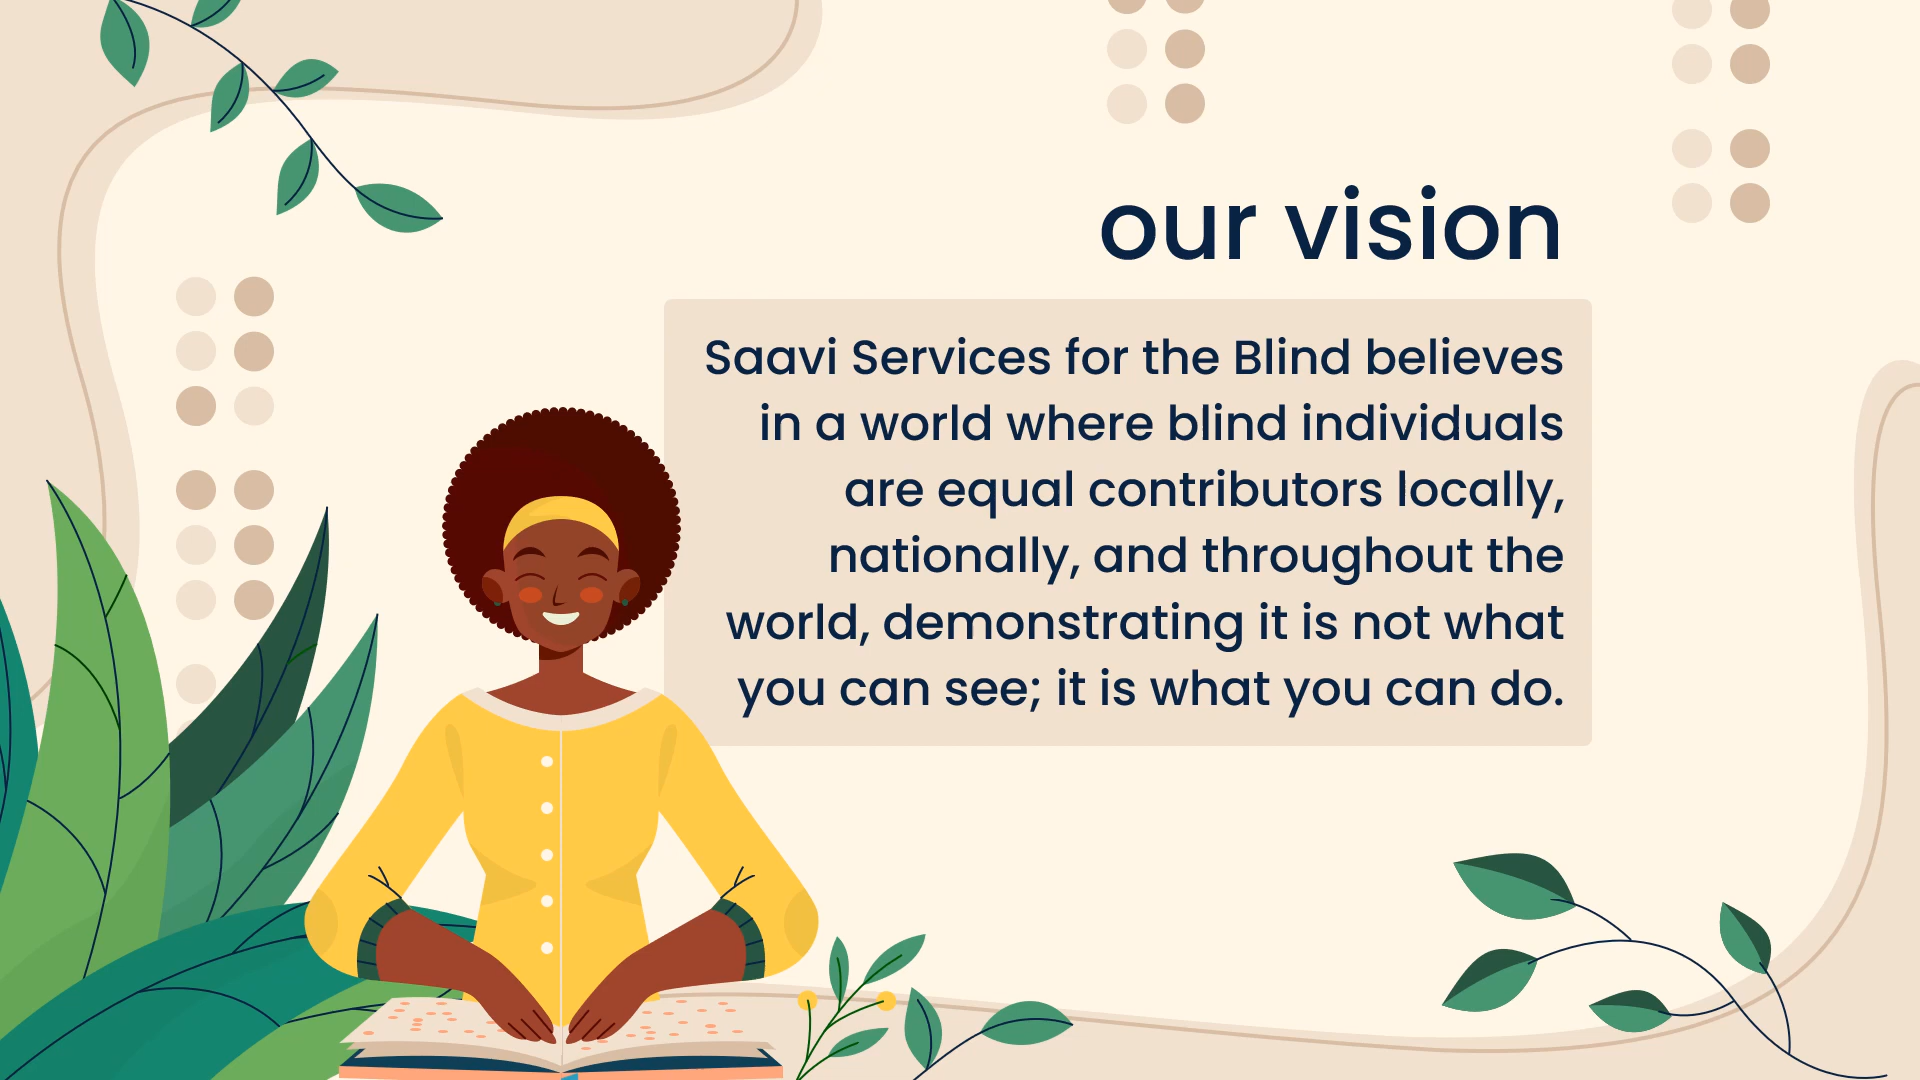 our vision
Saavi Services for the Blind believes
in a world where blind individuals
are equal contributors locally,
nationally, and throughout the
world, demonstrating it is not what
you can see; it is what you can do.